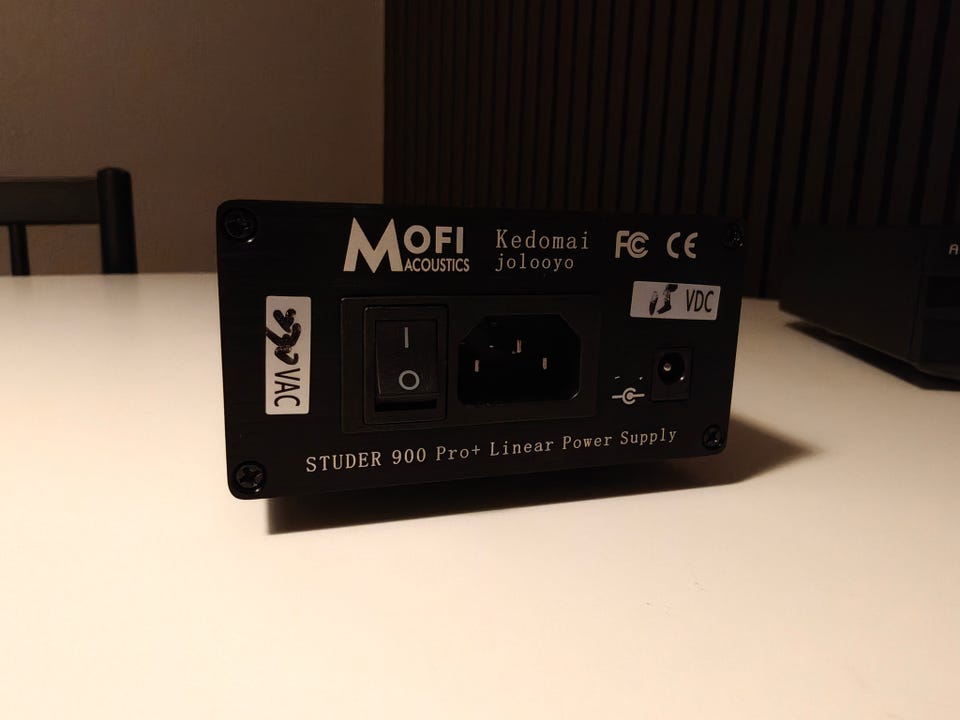 MOFI
ACOUSTICS
Kedomai
jolooyo
FC CE
VAC
VDC
I
O
STUDER 900 Pro+ Linear Power Supply
A